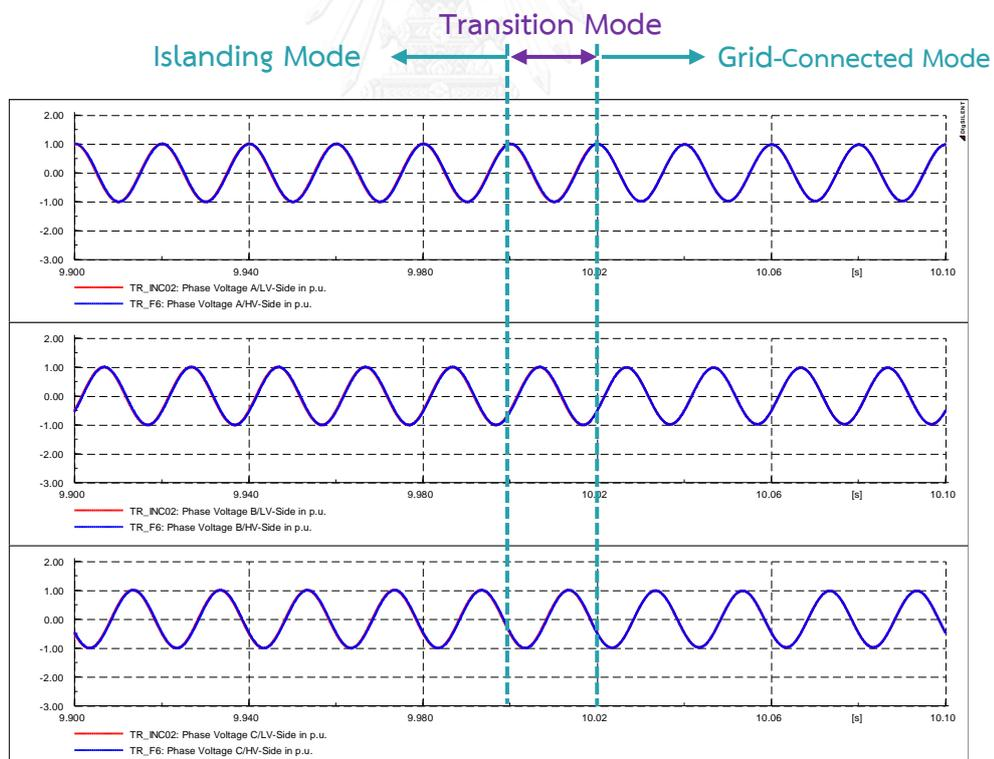 Transition Mode
Islanding Mode
Grid-Connected Mode
DIgSILENT
2.00
1.00
0.00
-1.00
-2.00
-3.00
9.900 9.940 9.980 10.02 10.06 [s] 10.10
TR_INC02: Phase Voltage A/LV-Side in p.u.
TR_F6: Phase Voltage A/HV-Side in p.u.
2.00
1.00
0.00
-1.00
-2.00
-3.00
9.900 9.940 9.980 10.02 10.06 [s] 10.10
TR_INC02: Phase Voltage B/LV-Side in p.u.
TR_F6: Phase Voltage B/HV-Side in p.u.
2.00
1.00
0.00
-1.00
-2.00
-3.00
9.900 9.940 9.980 10.02 10.06 [s] 10.10
TR_INC02: Phase Voltage C/LV-Side in p.u.
TR_F6: Phase Voltage C/HV-Side in p.u.